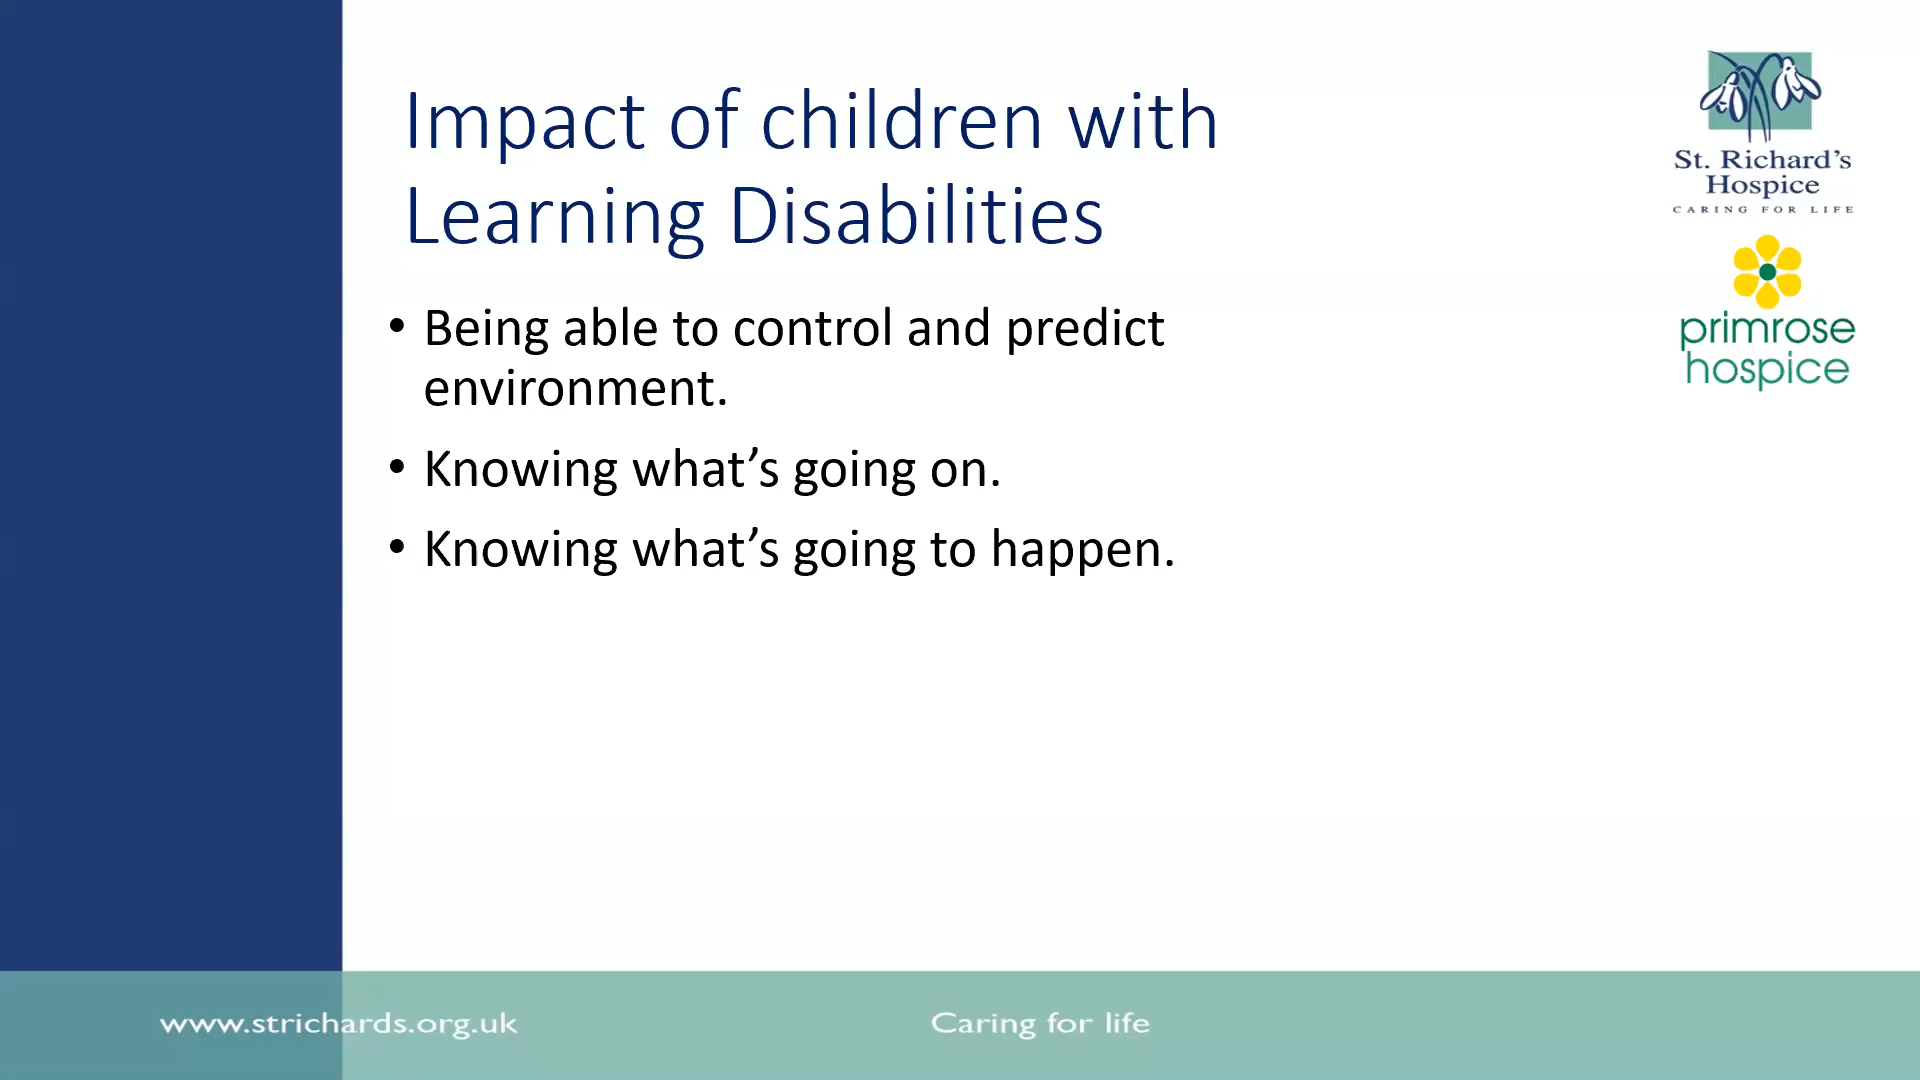 Impact of children with
Learning Disabilities
• Being able to control and predict
environment.
• Knowing what’s going on.
• Knowing what’s going to happen.
St. Richard’s
Hospice
CARING FOR LIFE
primrose
hospice
www.strichards.org.uk
Caring for life